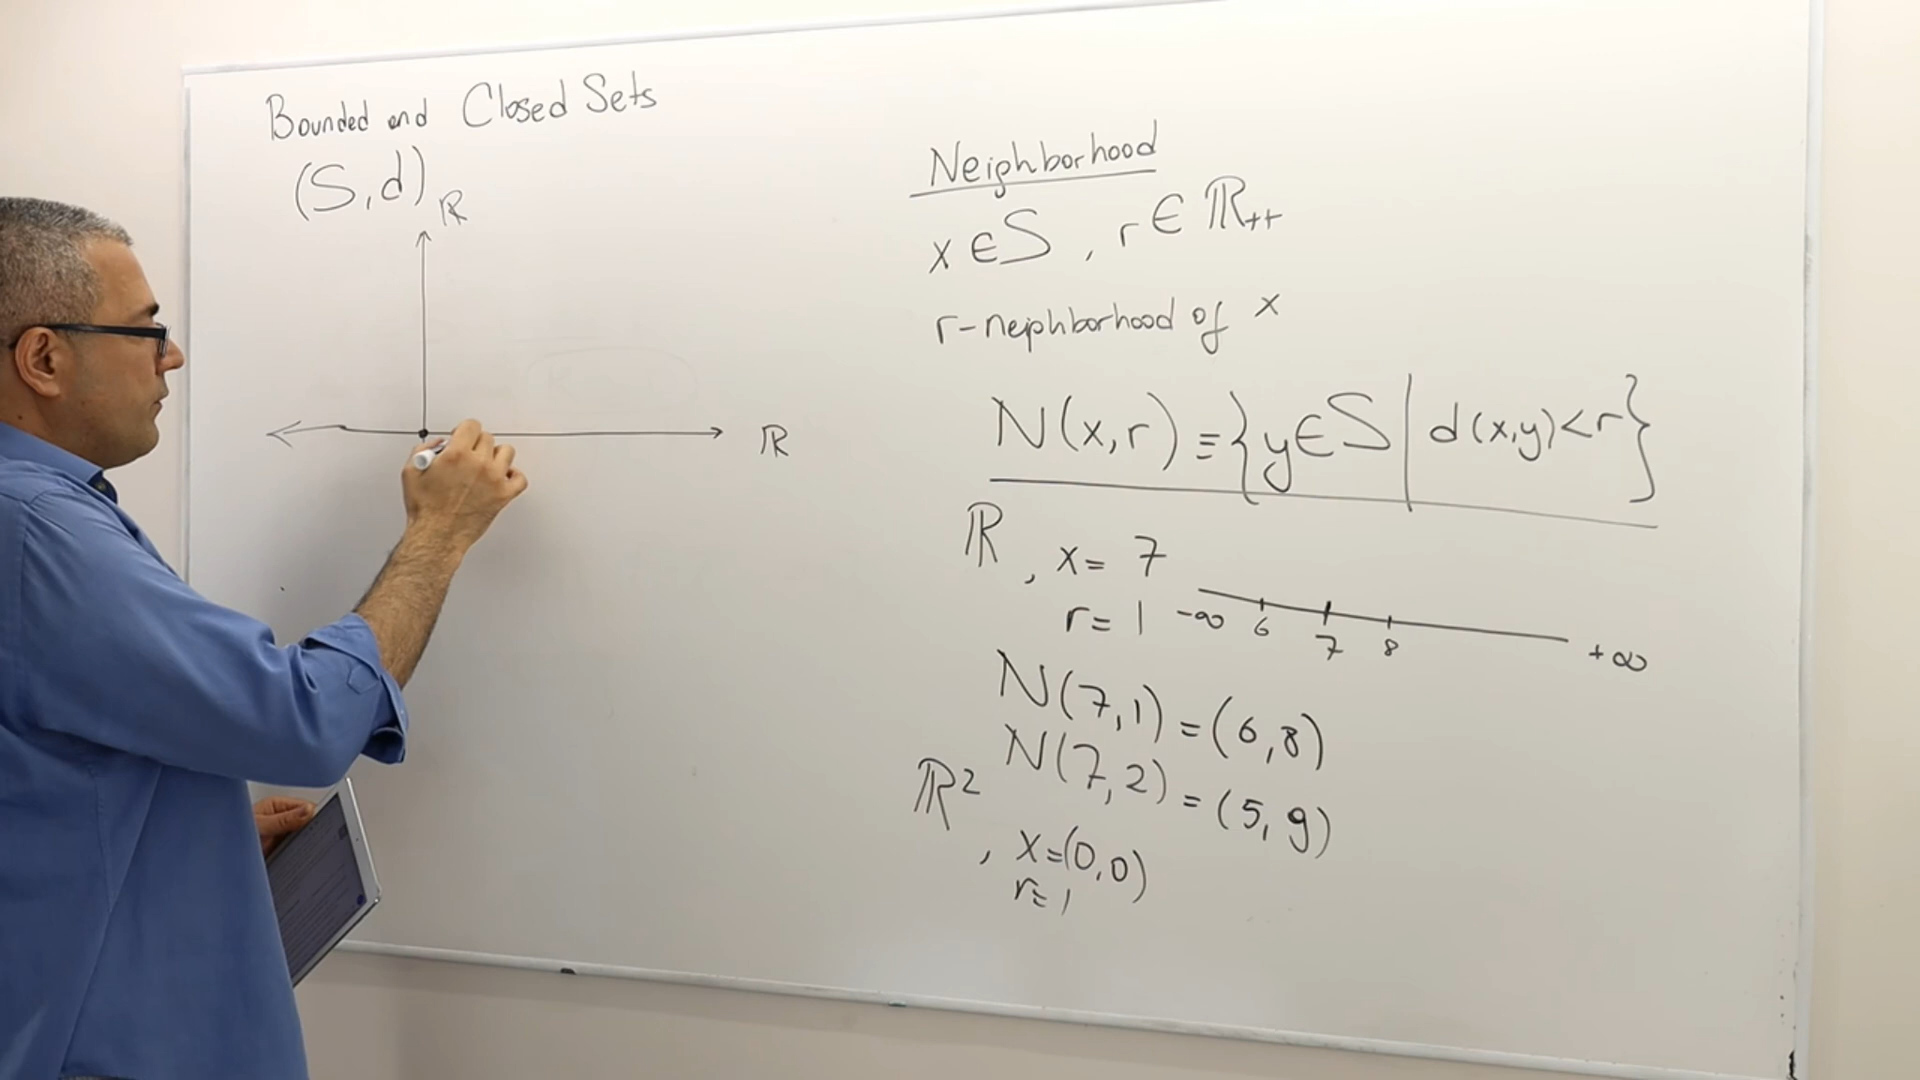 Bounded and Closed Sets
(S,d)
ℝ
ℝ
Neighborhood
x ∈ S , r ∈ ℝ++
r-neighborhood of x
N(x,r) ≡ {y∈S | d(x,y)<r}
ℝ , x = 7
r = 1
-∞ 6 7 8 +∞
N(7,1) = (6,8)
N(7,2) = (5,9)
ℝ² , x=(0,0)
r=1